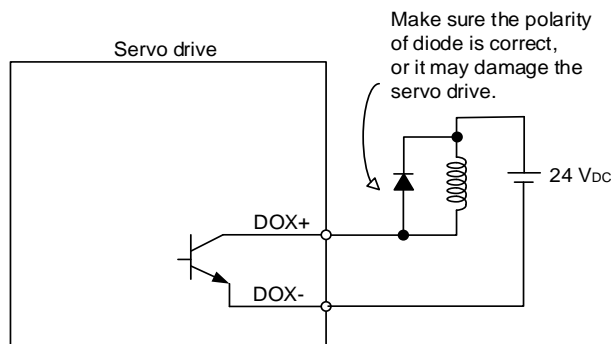 Make sure the polarity
of diode is correct,
or it may damage the
servo drive.
Servo drive
24 VDC
DOX+
DOX-